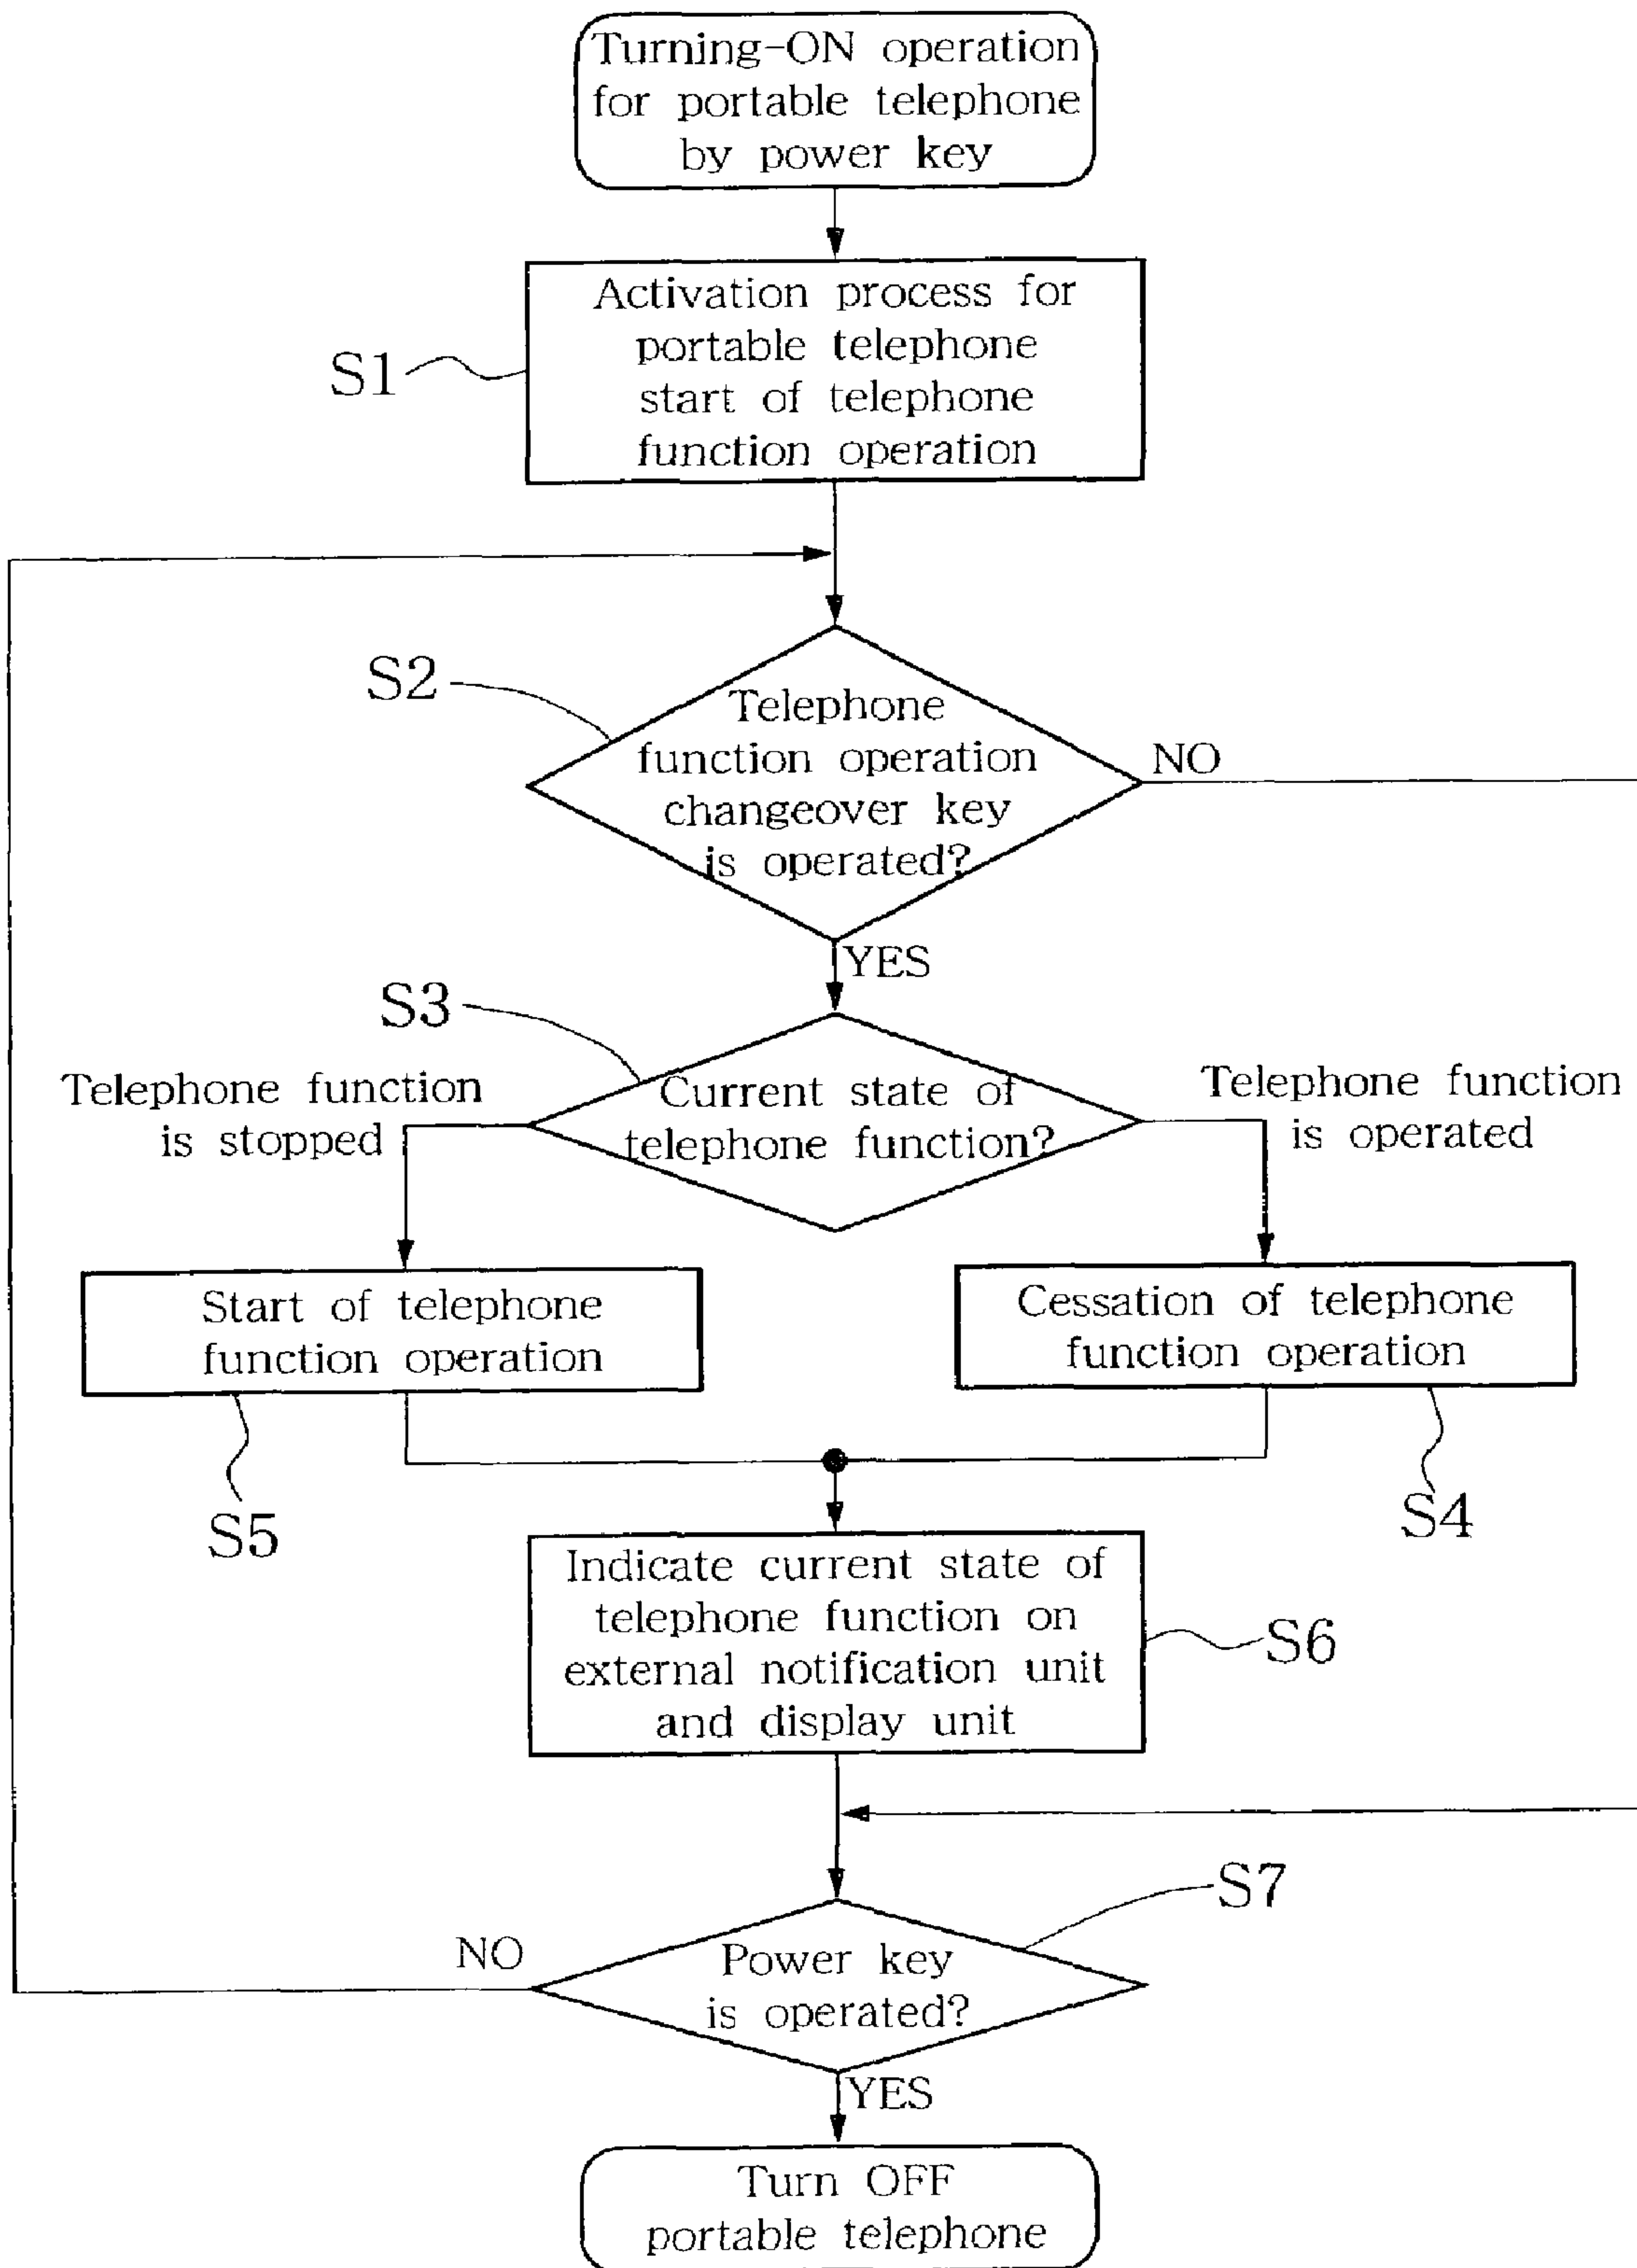 Turning-ON operation
for portable telephone
by power key
S1
Activation process for
portable telephone
start of telephone
function operation
S2
Telephone
function operation
changeover key
is operated?
NO
YES
S3
Current state of
telephone function?
Telephone function
is stopped
Telephone function
is operated
Start of telephone
function operation
Cessation of telephone
function operation
S5
S4
Indicate current state of
telephone function on
external notification unit
and display unit
S6
S7
NO
Power key
is operated?
YES
Turn OFF
portable telephone